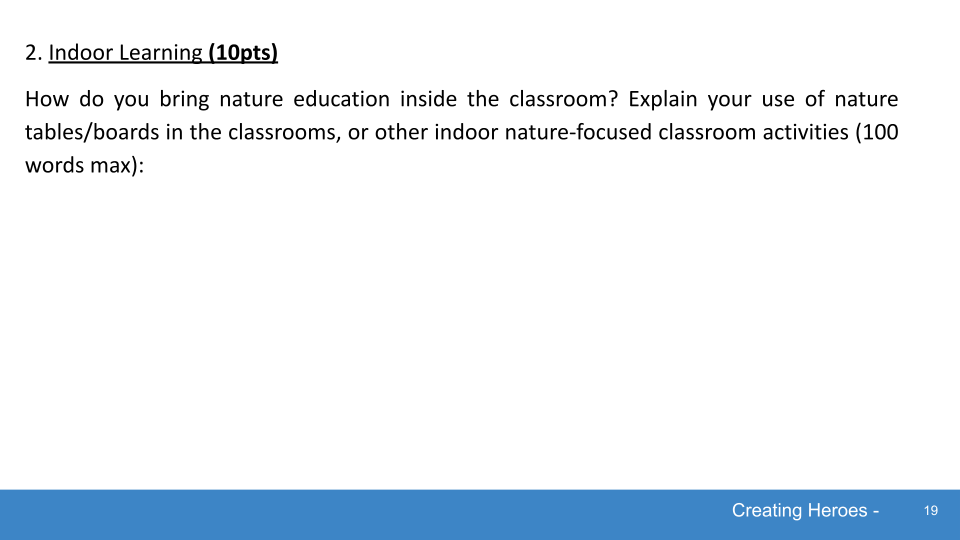 2. Indoor Learning (10pts)
How do you bring nature education inside the classroom? Explain your use of nature
tables/boards in the classrooms, or other indoor nature-focused classroom activities (100
words max):
Creating Heroes -
19